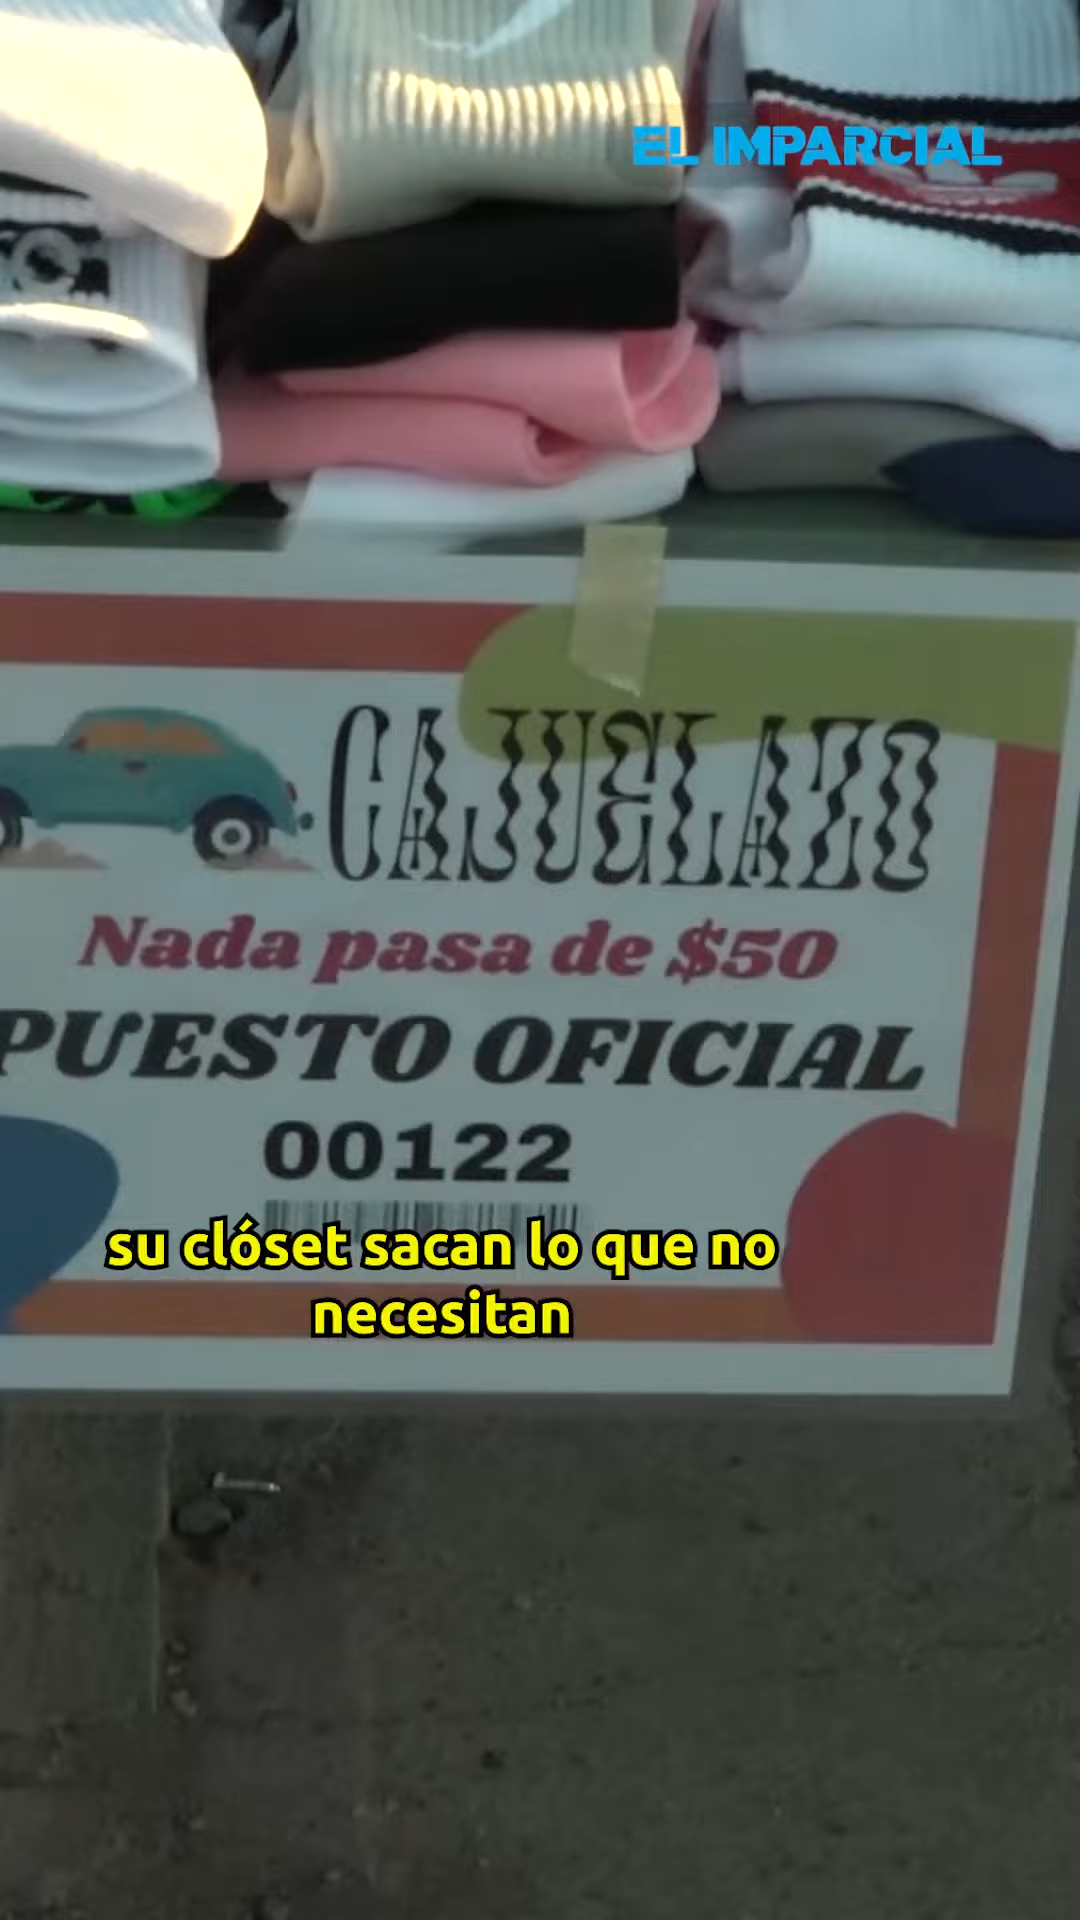 EL IMPARCIAL
CAJUELAZO
Nada pasa de $50
PUESTO OFICIAL
00122
su clóset sacan lo que no
necesitan